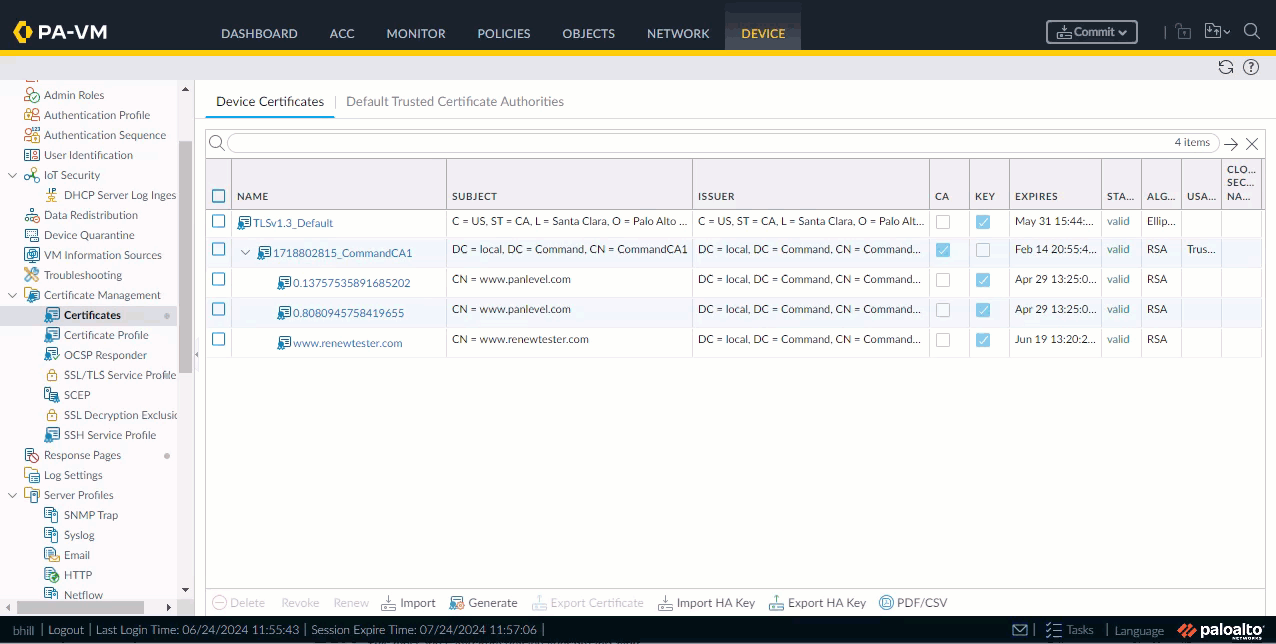 PA-VM
DASHBOARD ACC MONITOR POLICIES OBJECTS NETWORK DEVICE Commit
Admin Roles
Authentication Profile
Authentication Sequence
User Identification
IoT Security
DHCP Server Log Inges
Data Redistribution
Device Quarantine
VM Information Sources
Troubleshooting
Certificate Management
Certificates
Certificate Profile
OCSP Responder
SSL/TLS Service Profile
SCEP
SSL Decryption Exclusio
SSH Service Profile
Response Pages
Log Settings
Server Profiles
SNMP Trap
Syslog
Email
HTTP
Netflow
Device Certificates | Default Trusted Certificate Authorities
4 items
NAME SUBJECT ISSUER CA KEY EXPIRES STA... ALG... USA... CLO... SEC... NA...
TLSv1.3_Default C = US, ST = CA, L = Santa Clara, O = Palo Alto ... C = US, ST = CA, L = Santa Clara, O = Palo Alt... May 31 15:44:... valid Ellip...
1718802815_CommandCA1 DC = local, DC = Command, CN = CommandCA1 DC = local, DC = Command, CN = Command... Feb 14 20:55:4... valid RSA Trus...
0.13757535891685202 CN = www.panlevel.com DC = local, DC = Command, CN = Command... Apr 29 13:25:0... valid RSA
0.8080945758419655 CN = www.panlevel.com DC = local, DC = Command, CN = Command... Apr 29 13:25:0... valid RSA
www.renewtester.com CN = www.renewtester.com DC = local, DC = Command, CN = Command... Jun 19 13:20:2... valid RSA
Delete Revoke Renew Import Generate Export Certificate Import HA Key Export HA Key PDF/CSV
bhill | Logout | Last Login Time: 06/24/2024 11:55:43 | Session Expire Time: 07/24/2024 11:57:06 |
Tasks | Language paloalto NETWORKS